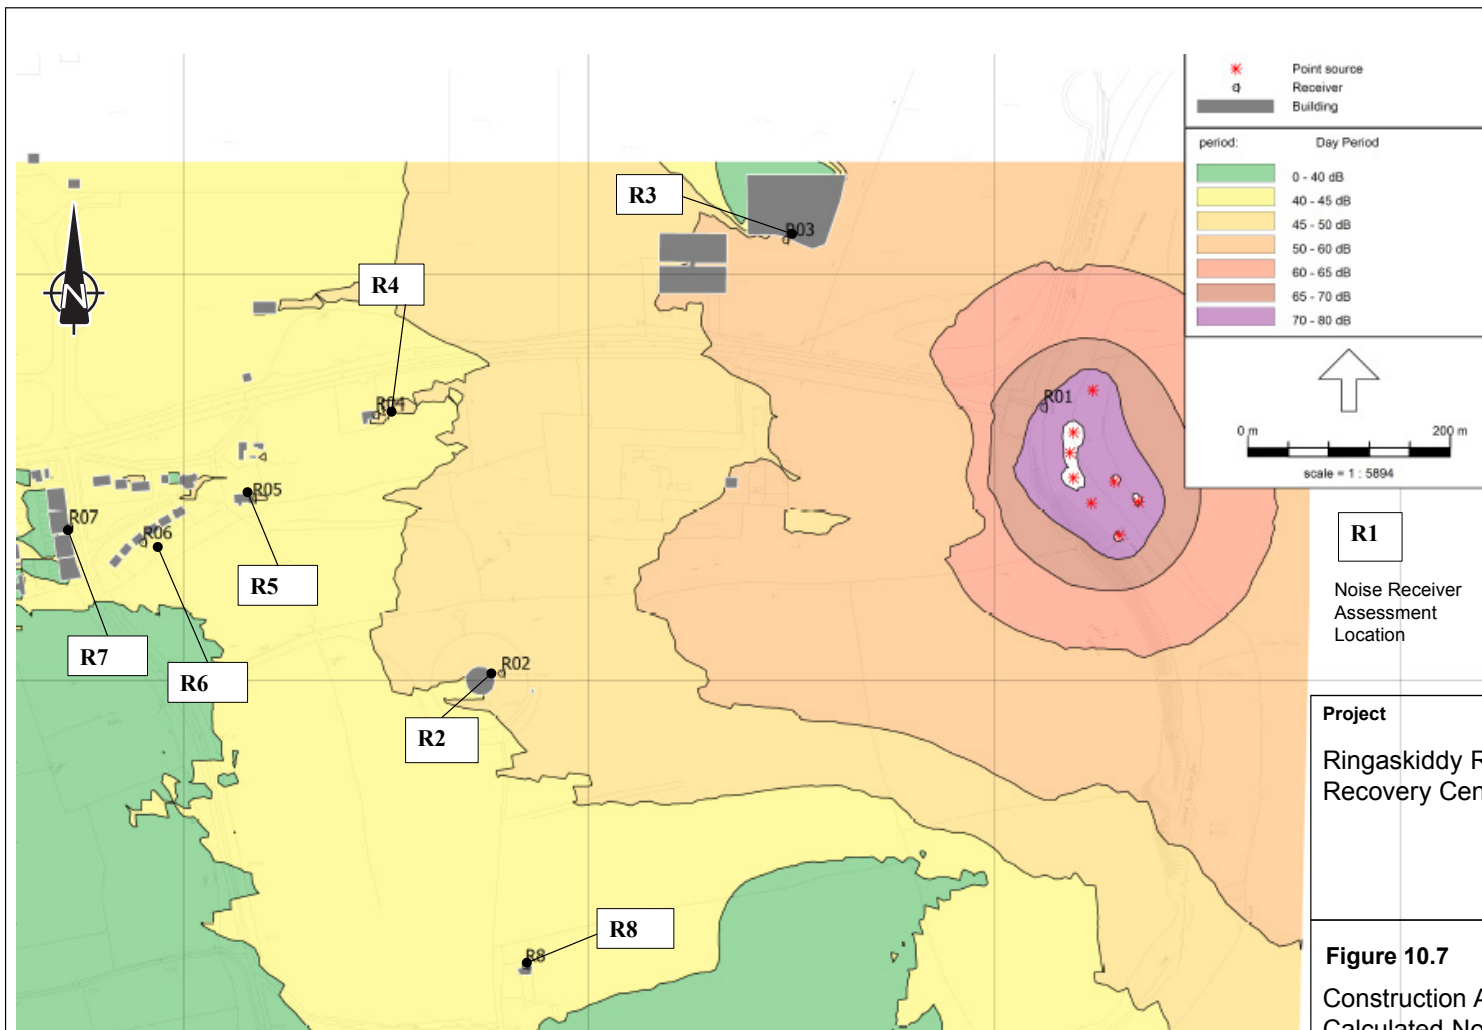 Point source
Receiver
Building
period: Day Period
0 - 40 dB
40 - 45 dB
45 - 50 dB
50 - 60 dB
60 - 65 dB
65 - 70 dB
70 - 80 dB
0 m 200 m
scale = 1 : 5894
R3
R03
N
R4
R04
R01
R05
R07
R06
R5
R1
Noise Receiver
Assessment
Location
R7
R6
R02
R2
R8
R8
Project
Ringaskiddy R
Recovery Cen
Figure 10.7
Construction A
Calculated No